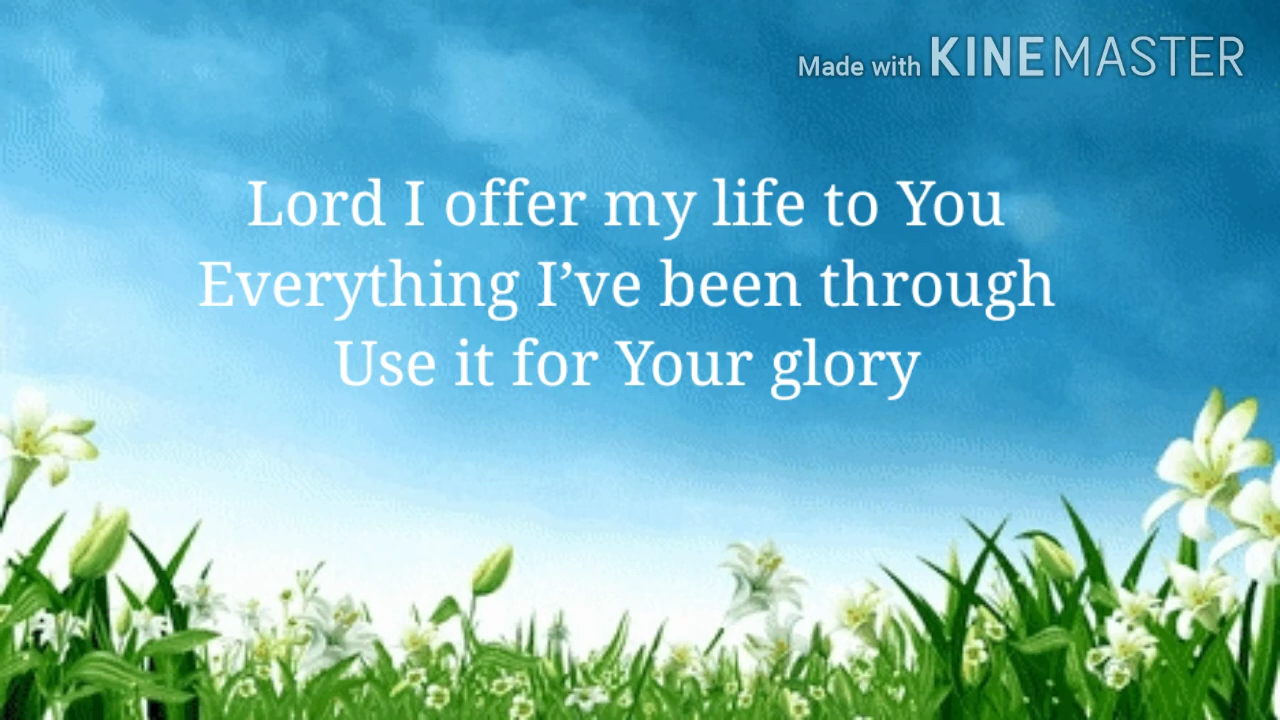 Made with KINEMASTER
Lord I offer my life to You
Everything I’ve been through
Use it for Your glory